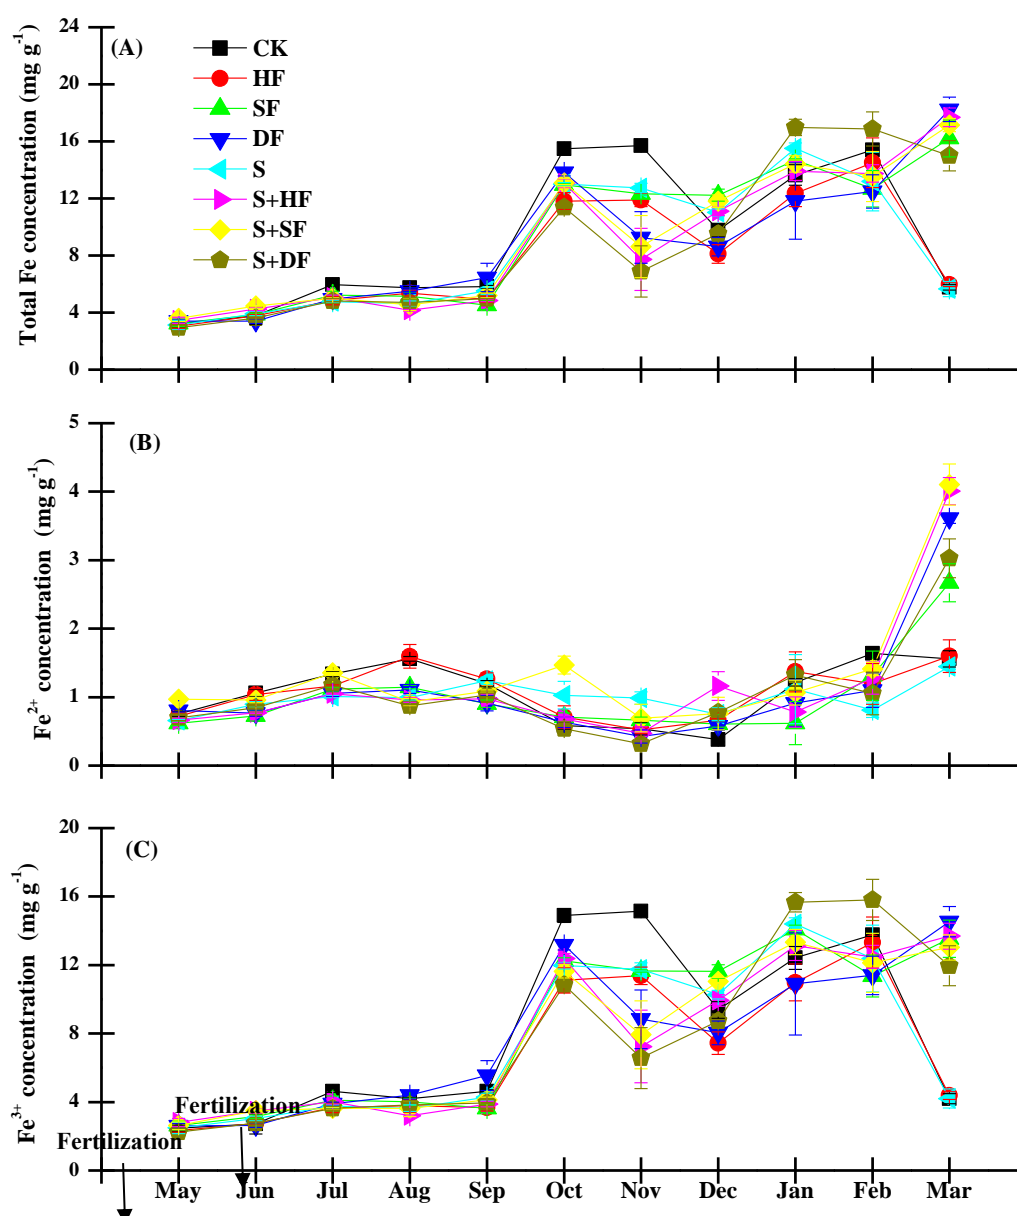 24
(A)
CK
HF
SF
DF
S
S+HF
S+SF
S+DF
20
16
12
8
4
0
Total Fe concentration (mg g⁻¹)
5
(B)
4
3
2
1
0
Fe²⁻ concentration (mg g⁻¹)
20
(C)
16
12
8
4
0
Fe³⁺ concentration (mg g⁻¹)
Fertilization
Fertilization
May Jun Jul Aug Sep Oct Nov Dec Jan Feb Mar